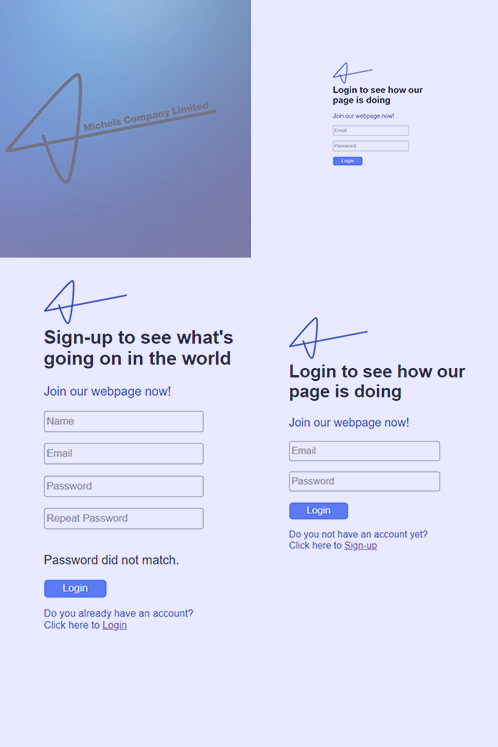 Michels Company Limited
Login to see how our
page is doing
Join our webpage now!
Email
Password
Login
Sign-up to see what's
going on in the world
Join our webpage now!
Name
Email
Password
Repeat Password
Password did not match.
Login
Do you already have an account?
Click here to Login
Login to see how our
page is doing
Join our webpage now!
Email
Password
Login
Do you not have an account yet?
Click here to Sign-up